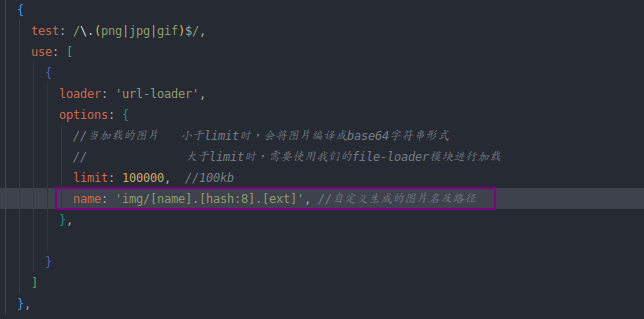 {
test: /\.(png|jpg|gif)$/,
use: [
{
loader: 'url-loader',
options: {
//当加载的图片 小于limit时，会将图片编译成base64字符串形式
// 大于limit时，需要使用我们的file-loader模块进行加载
limit: 100000, //100kb
name: 'img/[name].[hash:8].[ext]', //自定义生成的图片名及路径
},
}
]
},